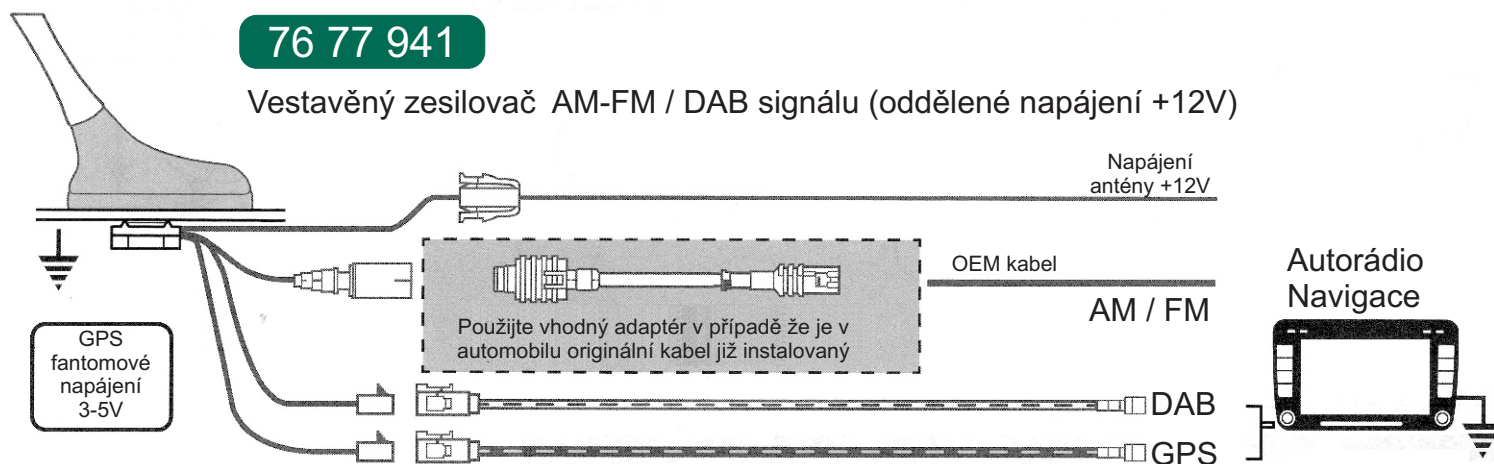 76 77 941
Vestavěný zesilovač AM-FM / DAB signálu (oddělené napájení +12V)
Napájení
antény +12V
OEM kabel
AM / FM
Autorádio
Navigace
Použijte vhodný adaptér v případě že je v
automobilu originální kabel již instalovaný
GPS
fantomové
napájení
3-5V
DAB
GPS